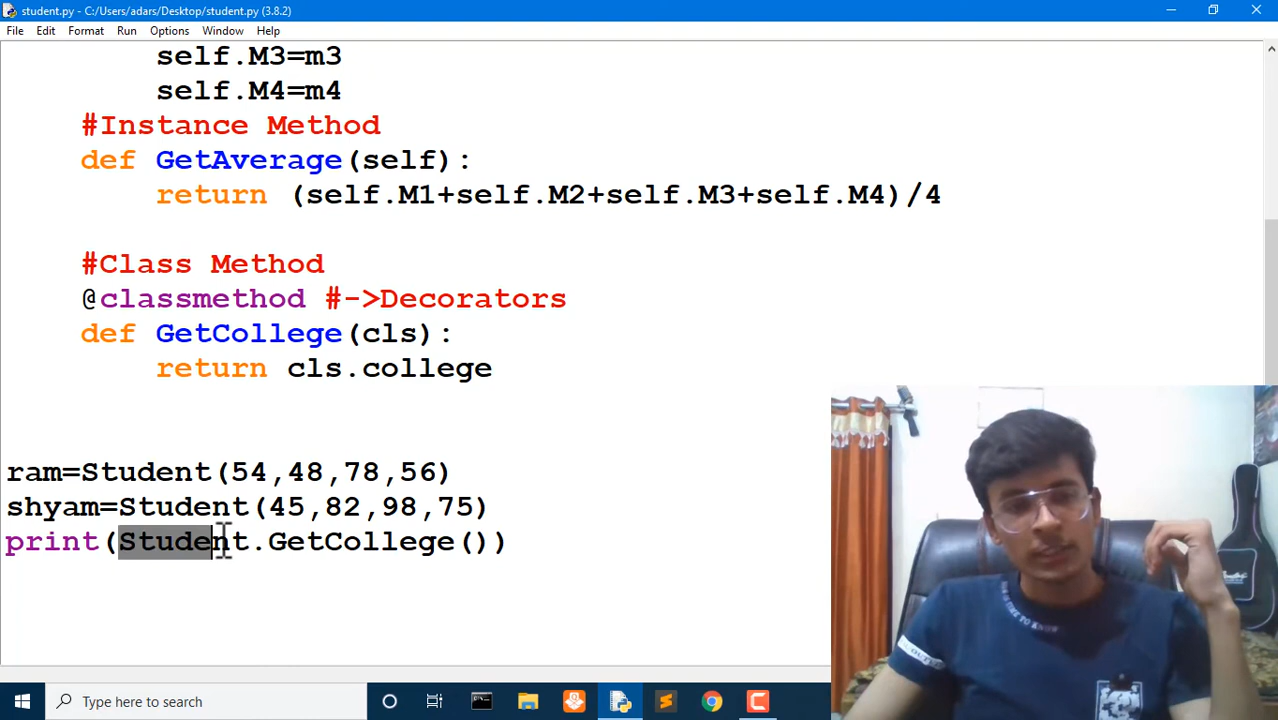 student.py - C:/Users/adars/Desktop/student.py (3.8.2)
File Edit Format Run Options Window Help
self.M3=m3
self.M4=m4
#Instance Method
def GetAverage(self):
return (self.M1+self.M2+self.M3+self.M4)/4
#Class Method
@classmethod #->Decorators
def GetCollege(cls):
return cls.college
ram=Student(54,48,78,56)
shyam=Student(45,82,98,75)
print(Student.GetCollege())
Type here to search